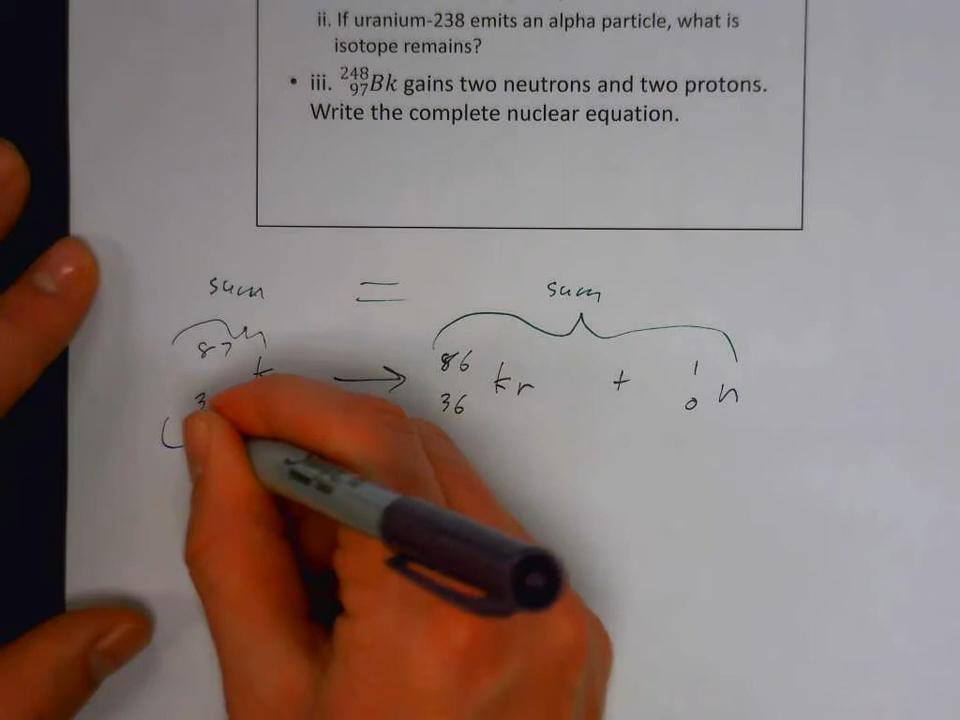 ii. If uranium-238 emits an alpha particle, what is
isotope remains?
• iii. ²⁴⁸₉₇Bk gains two neutrons and two protons.
Write the complete nuclear equation.
sum = sum
87 86 1
k → kr + n
3 36 0